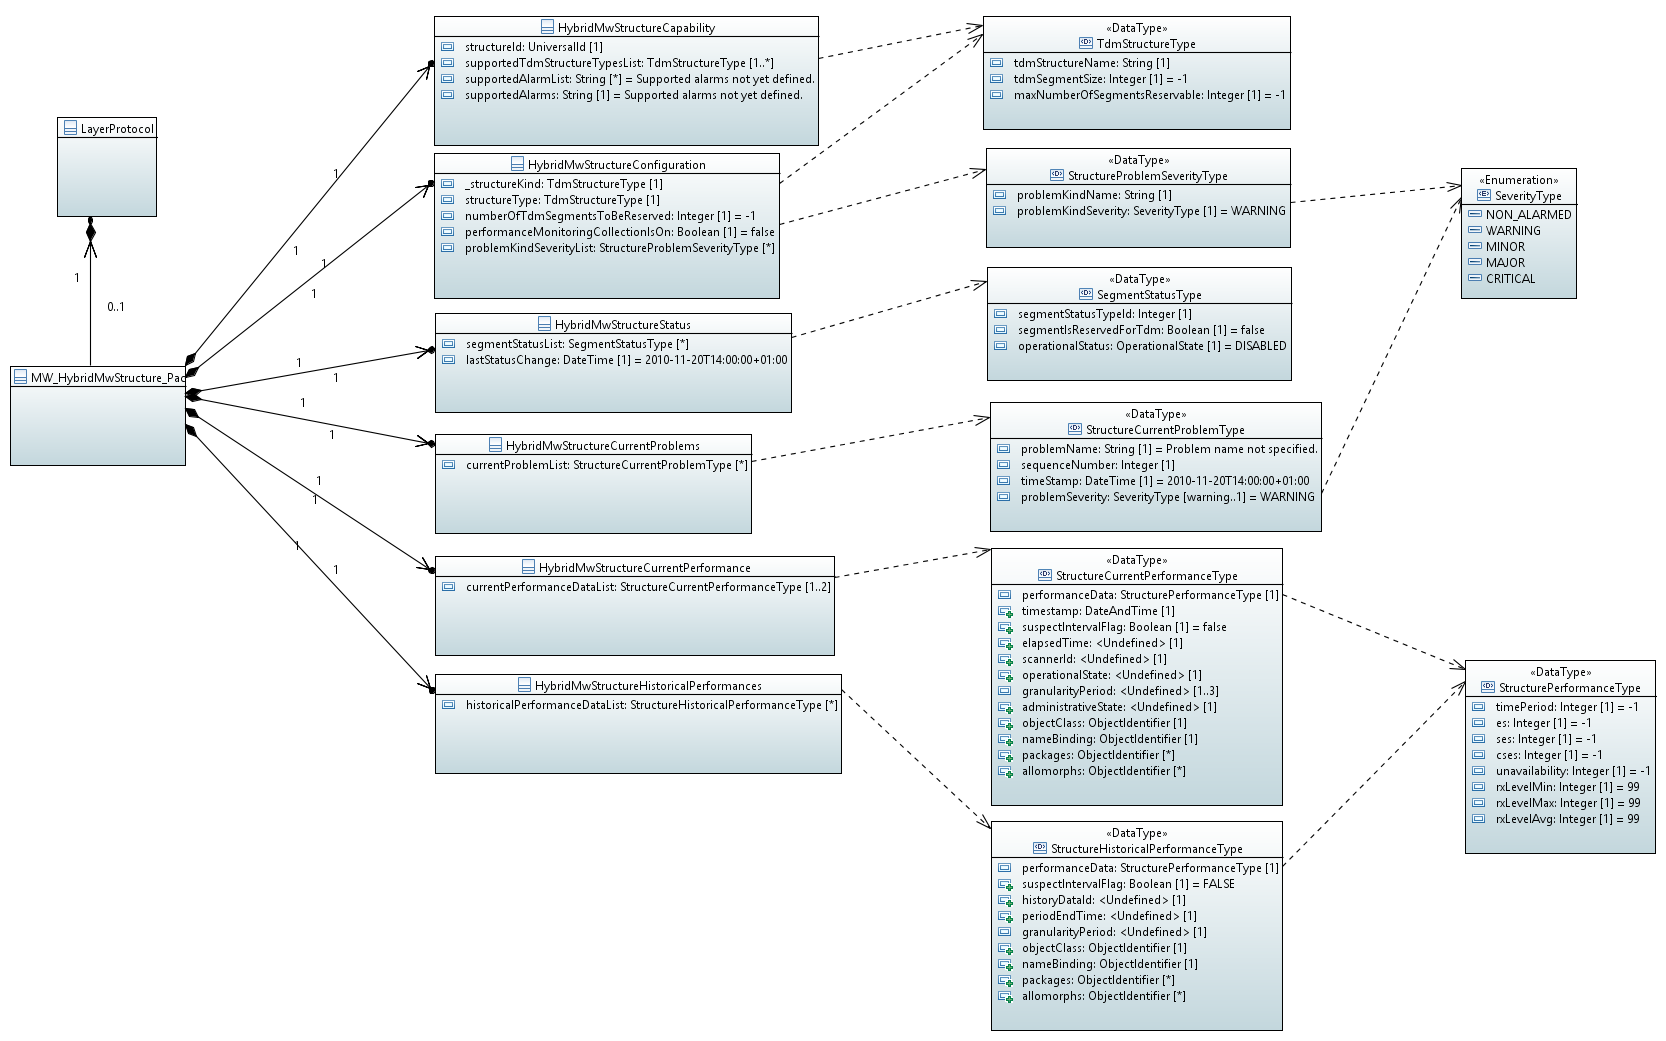 LayerProtocol
1
0..1
MW_HybridMwStructure_Pac
1
1
1
1
1
1
1
1
1
1
1
1
HybridMwStructureCapability
structureId: UniversalId [1]
supportedTdmStructureTypesList: TdmStructureType [1..*]
supportedAlarmList: String [*] = Supported alarms not yet defined.
supportedAlarms: String [1] = Supported alarms not yet defined.
HybridMwStructureConfiguration
_structureKind: TdmStructureType [1]
structureType: TdmStructureType [1]
numberOfTdmSegmentsToBeReserved: Integer [1] = -1
performanceMonitoringCollectionIsOn: Boolean [1] = false
problemKindSeverityList: StructureProblemSeverityType [*]
HybridMwStructureStatus
segmentStatusList: SegmentStatusType [*]
lastStatusChange: DateTime [1] = 2010-11-20T14:00:00+01:00
HybridMwStructureCurrentProblems
currentProblemList: StructureCurrentProblemType [*]
HybridMwStructureCurrentPerformance
currentPerformanceDataList: StructureCurrentPerformanceType [1..2]
HybridMwStructureHistoricalPerformances
historicalPerformanceDataList: StructureHistoricalPerformanceType [*]
«DataType»
TdmStructureType
tdmStructureName: String [1]
tdmSegmentSize: Integer [1] = -1
maxNumberOfSegmentsReservable: Integer [1] = -1
«DataType»
StructureProblemSeverityType
problemKindName: String [1]
problemKindSeverity: SeverityType [1] = WARNING
«DataType»
SegmentStatusType
segmentStatusTypeId: Integer [1]
segmentIsReservedForTdm: Boolean [1] = false
operationalStatus: OperationalState [1] = DISABLED
«DataType»
StructureCurrentProblemType
problemName: String [1] = Problem name not specified.
sequenceNumber: Integer [1]
timeStamp: DateTime [1] = 2010-11-20T14:00:00+01:00
problemSeverity: SeverityType [warning..1] = WARNING
«DataType»
StructureCurrentPerformanceType
performanceData: StructurePerformanceType [1]
timestamp: DateAndTime [1]
suspectIntervalFlag: Boolean [1] = false
elapsedTime: <Undefined> [1]
scannerId: <Undefined> [1]
operationalState: <Undefined> [1]
granularityPeriod: <Undefined> [1..3]
administrativeState: <Undefined> [1]
objectClass: ObjectIdentifier [1]
nameBinding: ObjectIdentifier [1]
packages: ObjectIdentifier [*]
allomorphs: ObjectIdentifier [*]
«DataType»
StructureHistoricalPerformanceType
performanceData: StructurePerformanceType [1]
suspectIntervalFlag: Boolean [1] = FALSE
historyDataId: <Undefined> [1]
periodEndTime: <Undefined> [1]
granularityPeriod: <Undefined> [1]
objectClass: ObjectIdentifier [1]
nameBinding: ObjectIdentifier [1]
packages: ObjectIdentifier [*]
allomorphs: ObjectIdentifier [*]
«Enumeration»
SeverityType
NON_ALARMED
WARNING
MINOR
MAJOR
CRITICAL
«DataType»
StructurePerformanceType
timePeriod: Integer [1] = -1
es: Integer [1] = -1
ses: Integer [1] = -1
cses: Integer [1] = -1
unavailability: Integer [1] = -1
rxLevelMin: Integer [1] = 99
rxLevelMax: Integer [1] = 99
rxLevelAvg: Integer [1] = 99